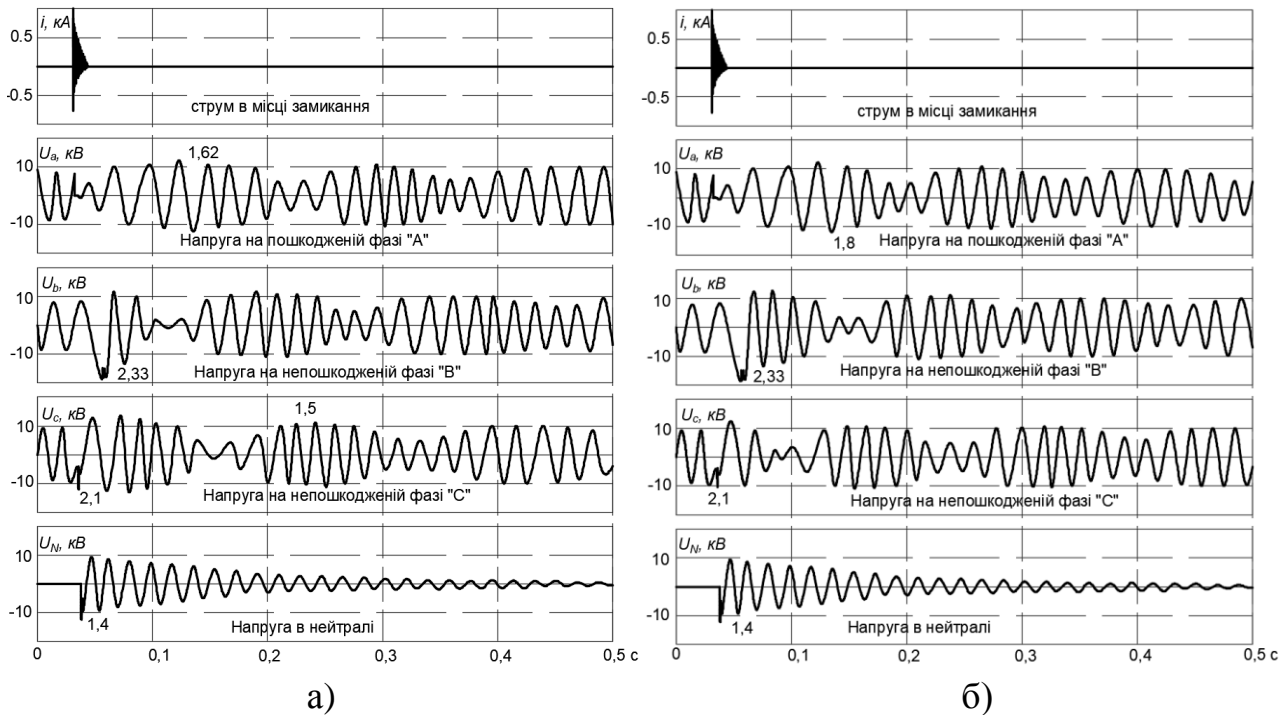 i, кА
0.5
-0.5
струм в місці замикання
Uа, кВ
10
-10
1,62
Напруга на пошкодженій фазі "А"
Ub, кВ
10
-10
2,33
Напруга на непошкодженій фазі "В"
Uc, кВ
10
-10
1,5
2,1
Напруга на непошкодженій фазі "С"
UN, кВ
10
-10
1,4
Напруга в нейтралі
0 0,1 0,2 0,3 0,4 0,5 с
а)
i, кА
0.5
-0.5
струм в місці замикання
Uа, кВ
10
-10
1,8
Напруга на пошкодженій фазі "А"
Ub, кВ
10
-10
2,33
Напруга на непошкодженій фазі "В"
Uc, кВ
10
-10
2,1
Напруга на непошкодженій фазі "С"
UN, кВ
10
-10
1,4
Напруга в нейтралі
0 0,1 0,2 0,3 0,4 0,5 с
б)